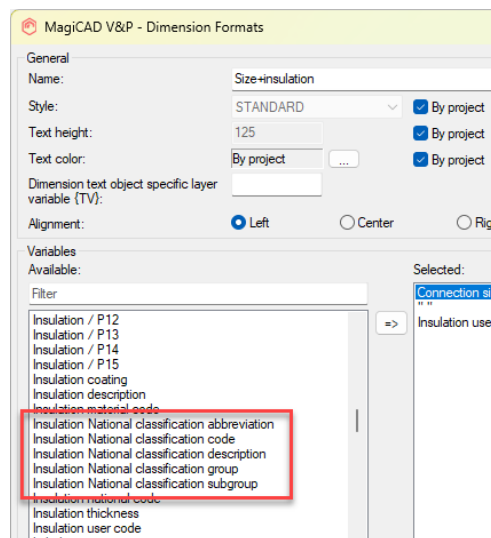 MagiCAD V&P - Dimension Formats
General
Name: Size+insulation
Style: STANDARD By project
Text height: 125 By project
Text color: By project ... By project
Dimension text object specific layer
variable {TV}:
Alignment: Left Center
Variables
Available: Selected:
Filter Connection
" "
Insulation / P12 => Insulation
Insulation / P13
Insulation / P14
Insulation / P15
Insulation coating
Insulation description
Insulation material code
Insulation National classification abbreviation
Insulation National classification code
Insulation National classification description
Insulation National classification group
Insulation National classification subgroup
Insulation national code
Insulation thickness
Insulation user code